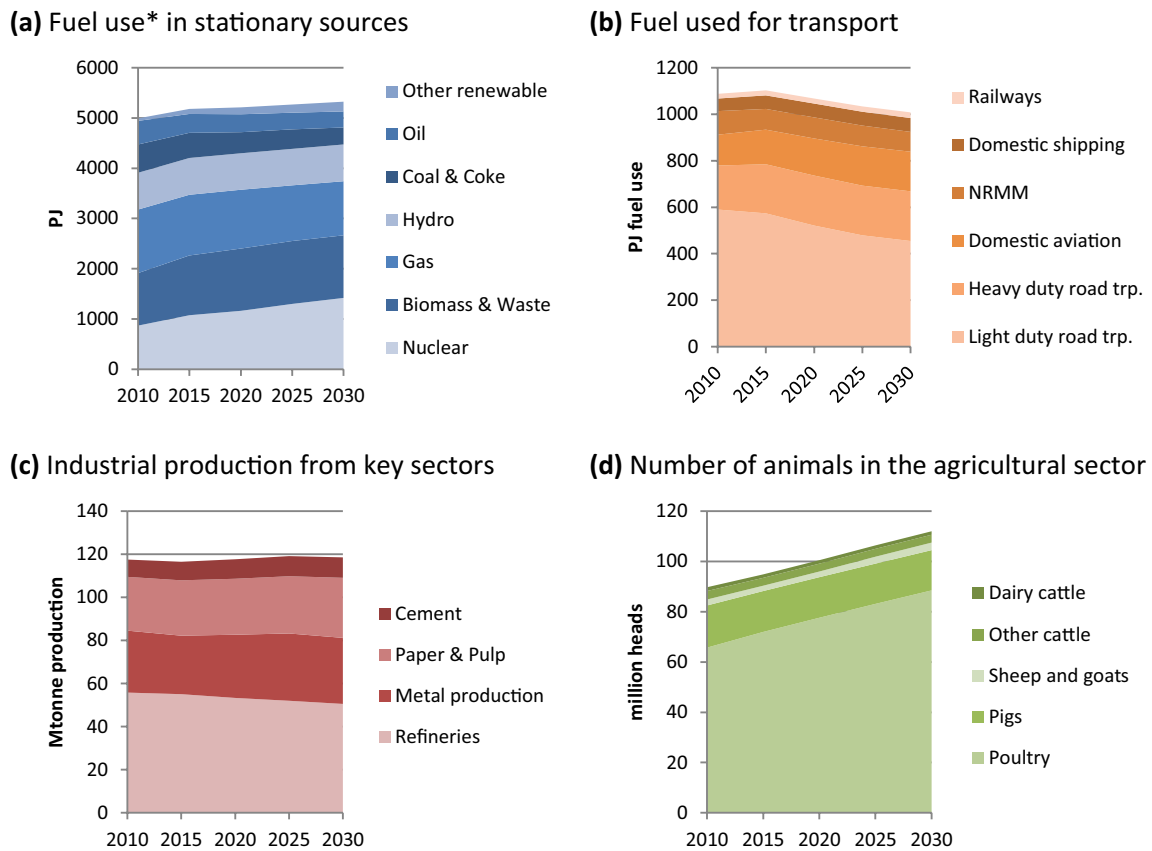 (a) Fuel use* in stationary sources
PJ
6000
5000
4000
3000
2000
1000
0
2010 2015 2020 2025 2030
Other renewable
Oil
Coal & Coke
Hydro
Gas
Biomass & Waste
Nuclear
(b) Fuel used for transport
PJ fuel use
1200
1000
800
600
400
200
0
2010 2015 2020 2025 2030
Railways
Domestic shipping
NRMM
Domestic aviation
Heavy duty road trp.
Light duty road trp.
(c) Industrial production from key sectors
Mtonne production
140
120
100
80
60
40
20
0
2010 2015 2020 2025 2030
Cement
Paper & Pulp
Metal production
Refineries
(d) Number of animals in the agricultural sector
million heads
120
100
80
60
40
20
0
2010 2015 2020 2025 2030
Dairy cattle
Other cattle
Sheep and goats
Pigs
Poultry